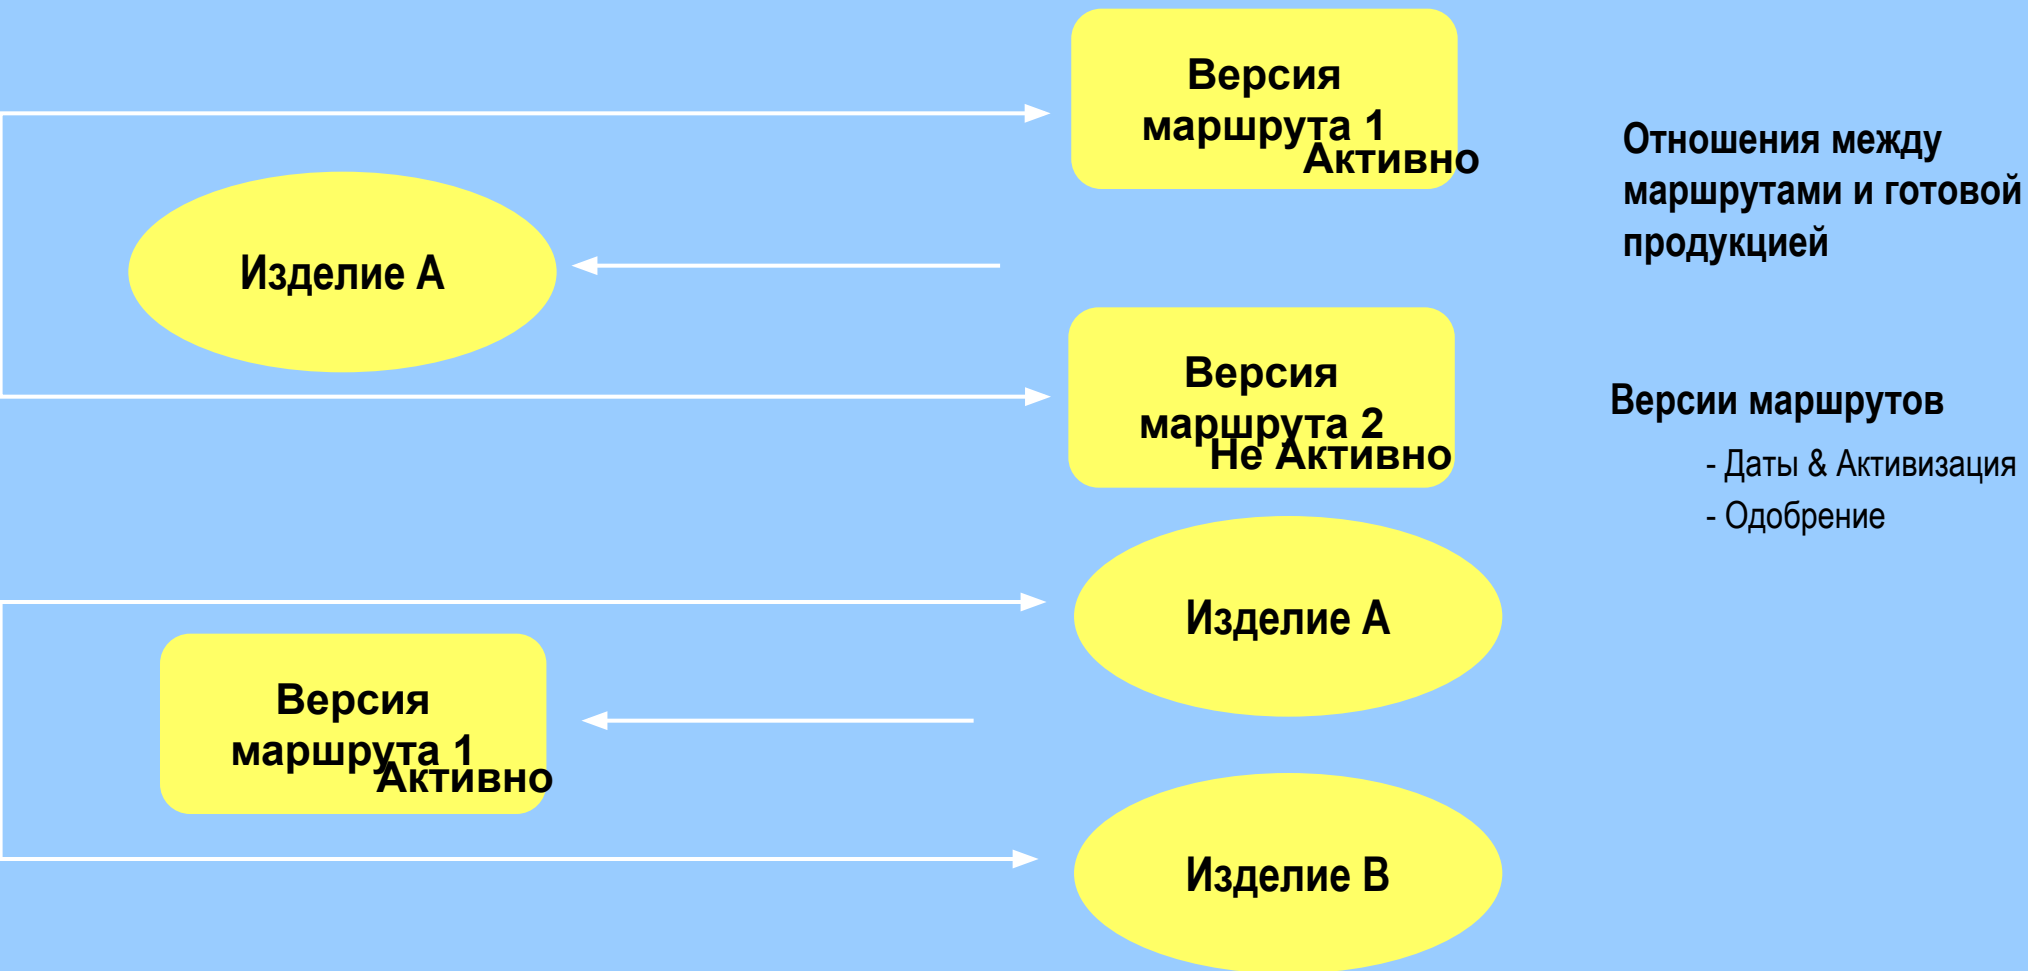 Версия
маршрута 1
Активно
Отношения между
маршрутами и готовой
продукцией
Изделие А
Версия
маршрута 2
Не Активно
Версии маршрутов
- Даты & Активизация
- Одобрение
Изделие А
Версия
маршрута 1
Активно
Изделие В